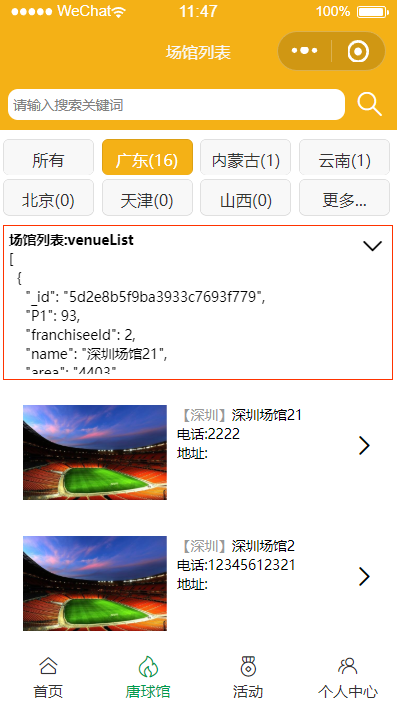 ●●●●● WeChat 11:47 100%
场馆列表
请输入搜索关键词
所有 广东(16) 内蒙古(1) 云南(1)
北京(0) 天津(0) 山西(0) 更多...
场馆列表:venueList
[
{
"_id": "5d2e8b5f9ba3933c7693f779",
"P1": 93,
"franchiseeId": 2,
"name": "深圳场馆21",
"area": "4403"
【深圳】深圳场馆21
电话:2222
地址:
【深圳】深圳场馆2
电话:12345612321
地址:
首页 唐球馆 活动 个人中心